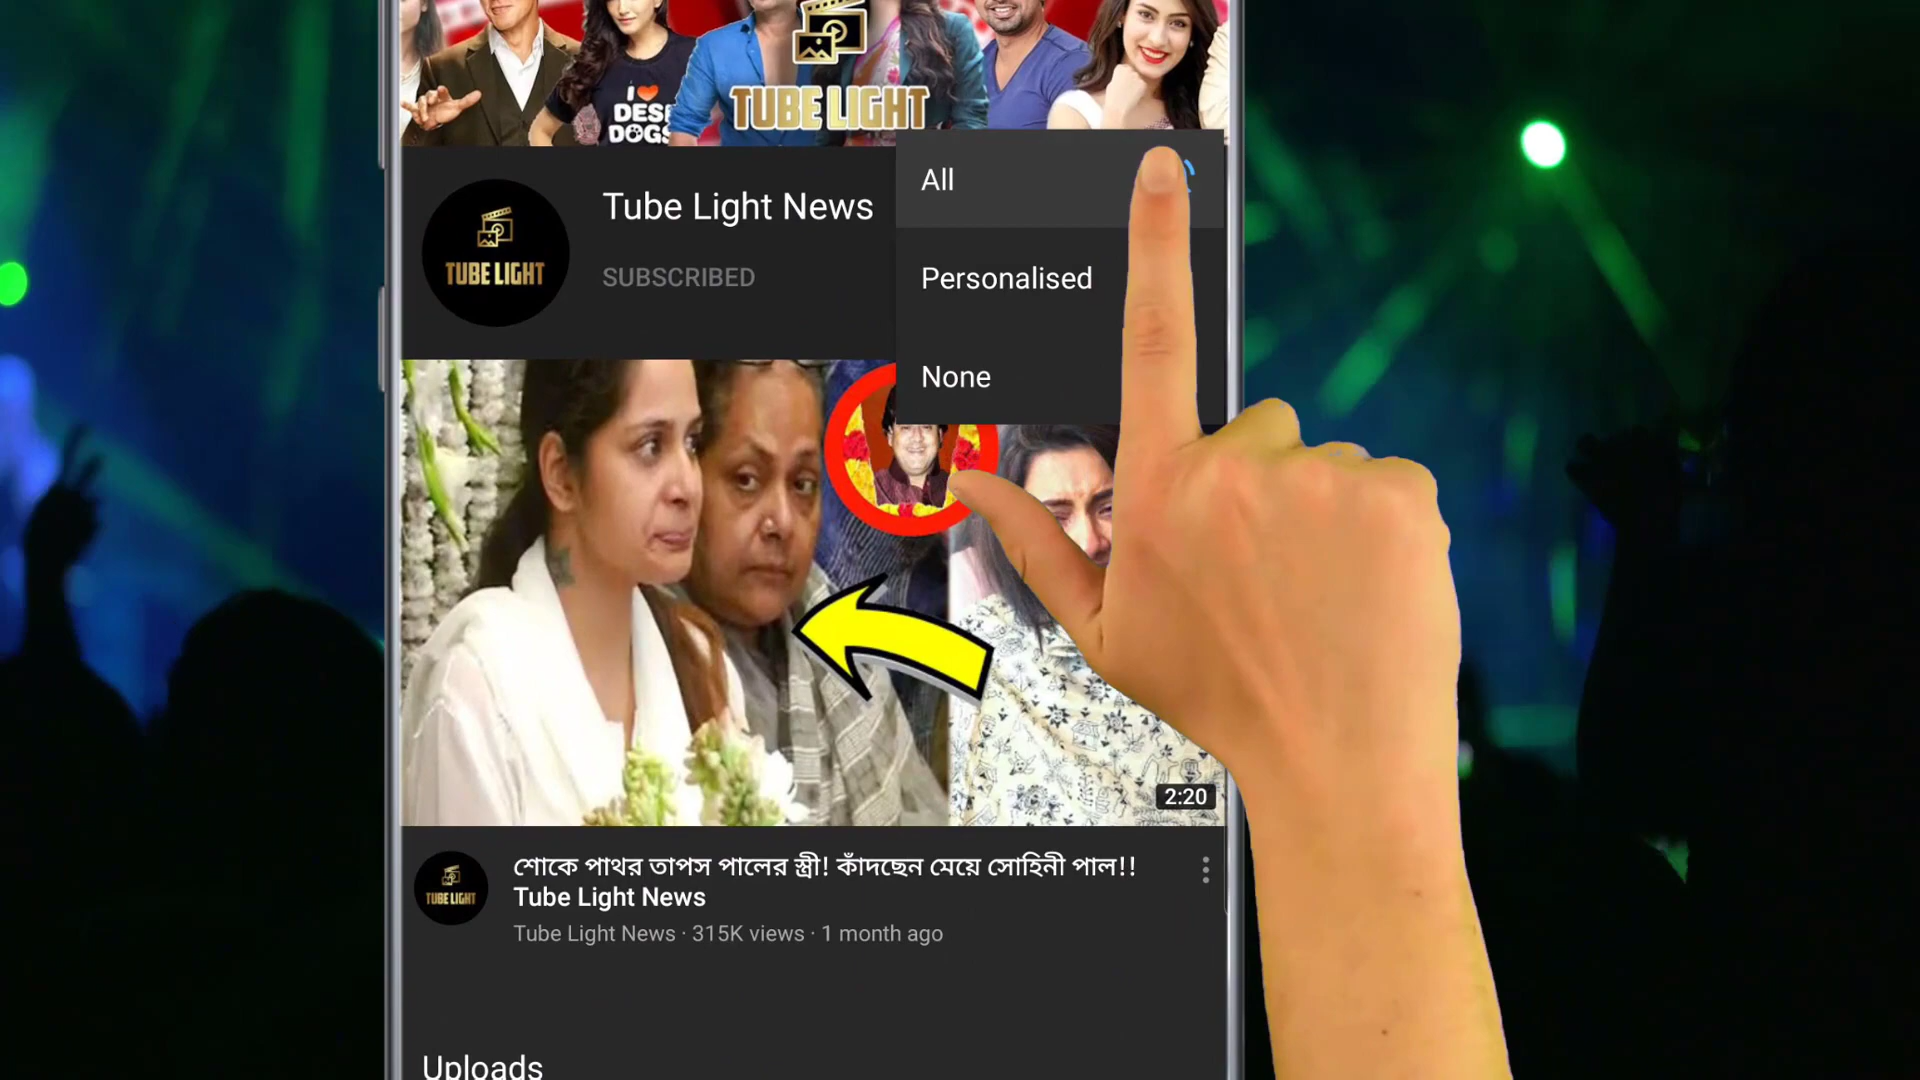 I ❤ DESI
DOGS
TUBE LIGHT
All
Tube Light News
TUBE LIGHT
SUBSCRIBED
Personalised
None
2:20
শোকে পাথর তাপস পালের স্ত্রী! কাঁদছেন মেয়ে সোহিনী পাল!!
TUBE LIGHT
Tube Light News
Tube Light News · 315K views · 1 month ago
Uploads